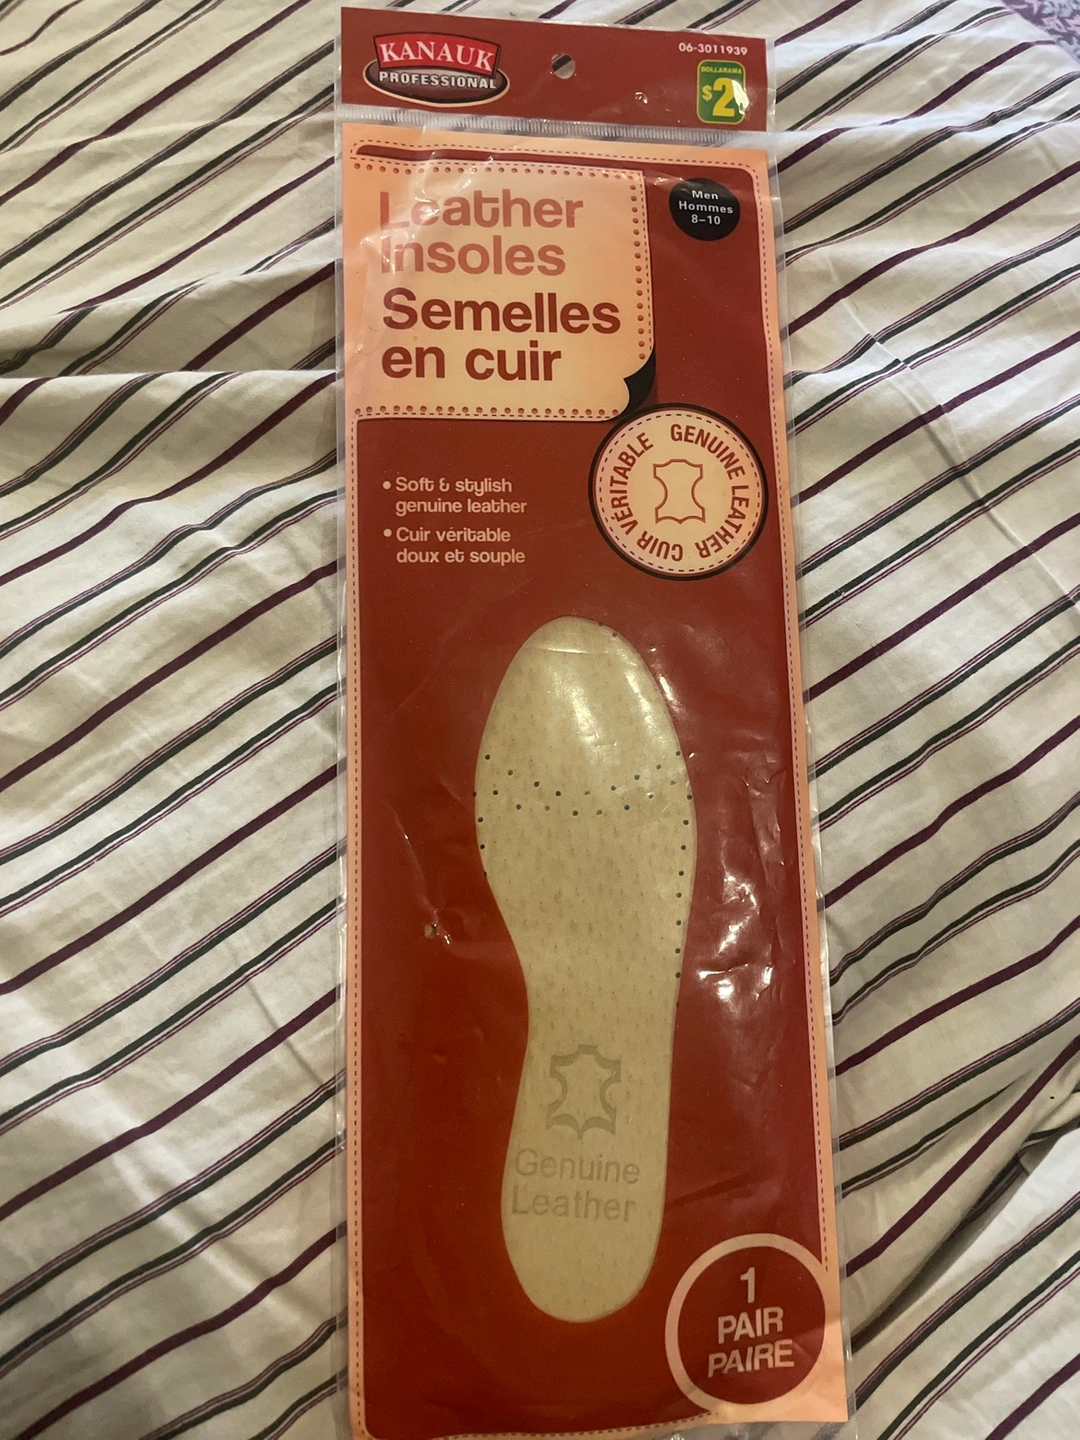 KANAUK
PROFESSIONAL
06-3011939
DOLLARAMA
$2
Leather
Insoles
Semelles
en cuir
Men
Hommes
8-10
GENUINE LEATHER
CUIR VÉRITABLE
• Soft & stylish
genuine leather
• Cuir véritable
doux et souple
Genuine
Leather
1
PAIR
PAIRE